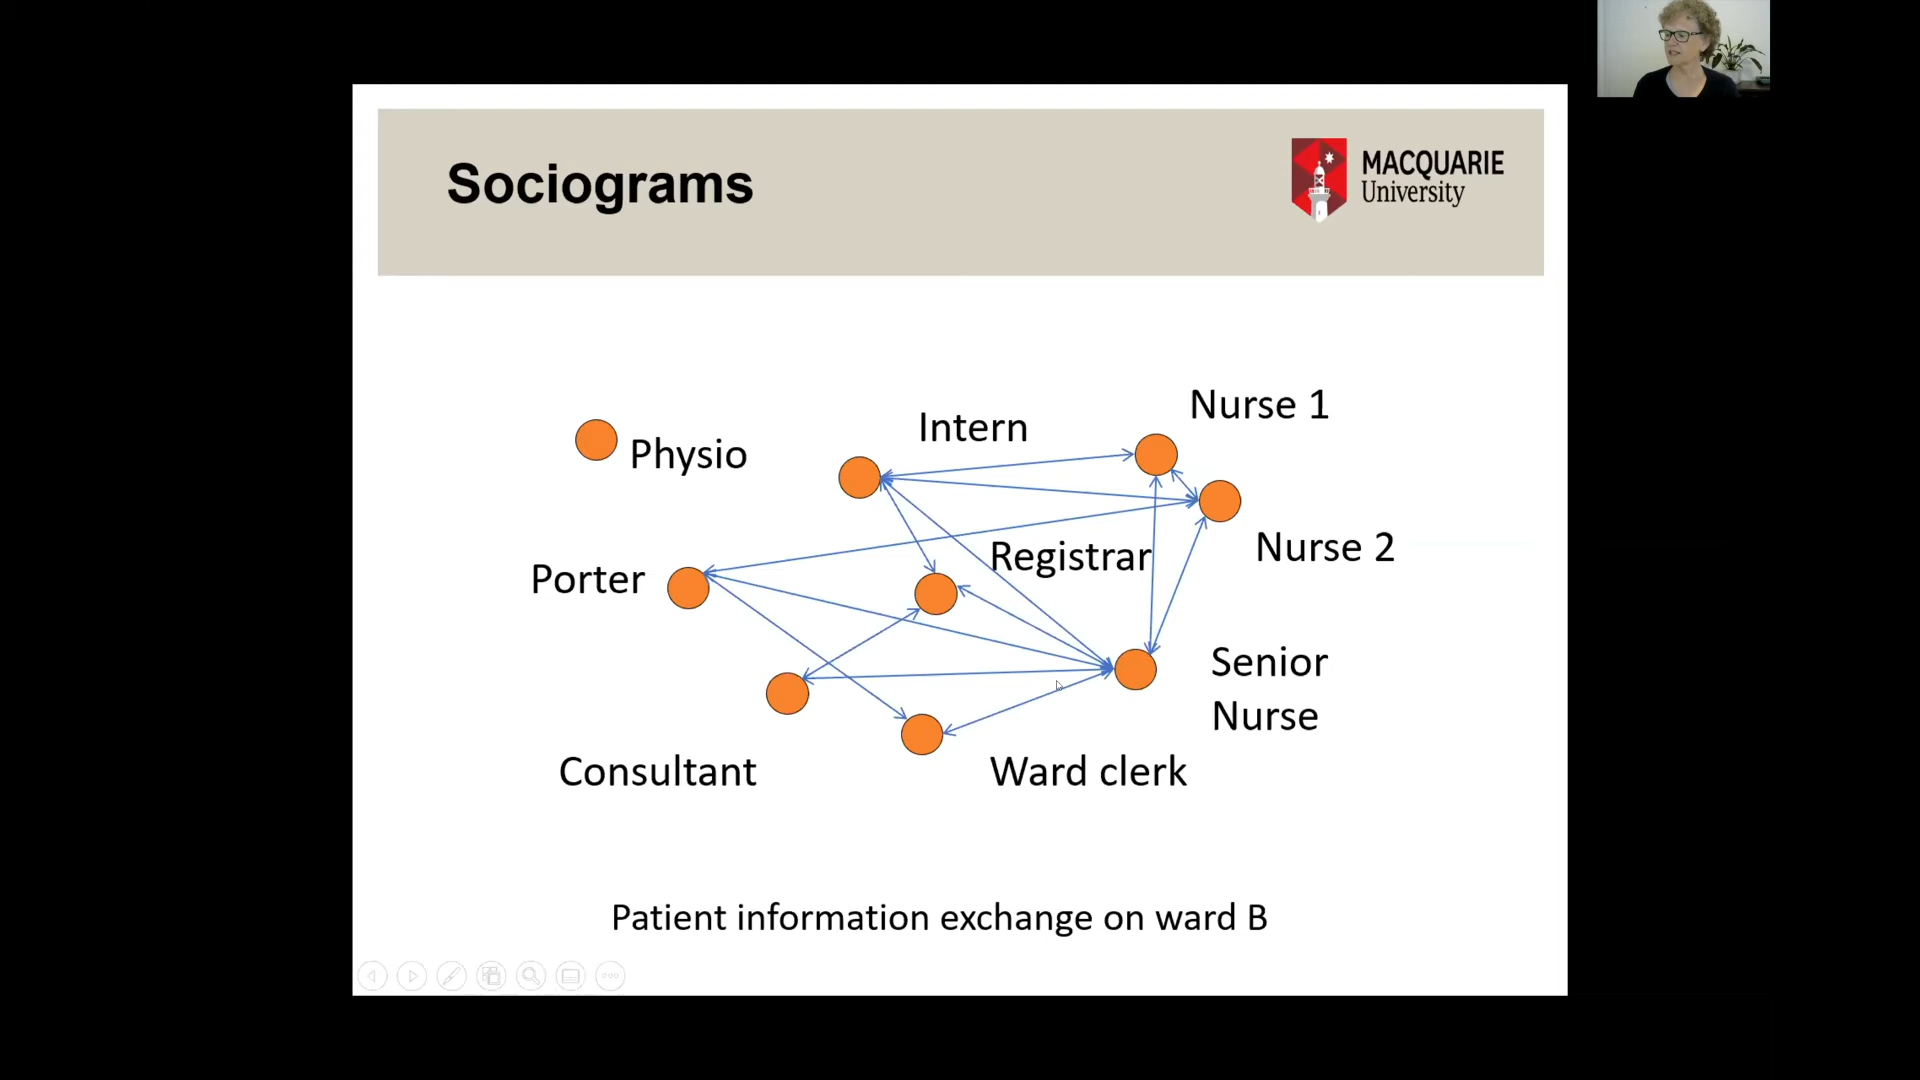 Sociograms
MACQUARIE
University
Nurse 1
Intern
Physio
Nurse 2
Registrar
Porter
Senior
Nurse
Consultant
Ward clerk
Patient information exchange on ward B